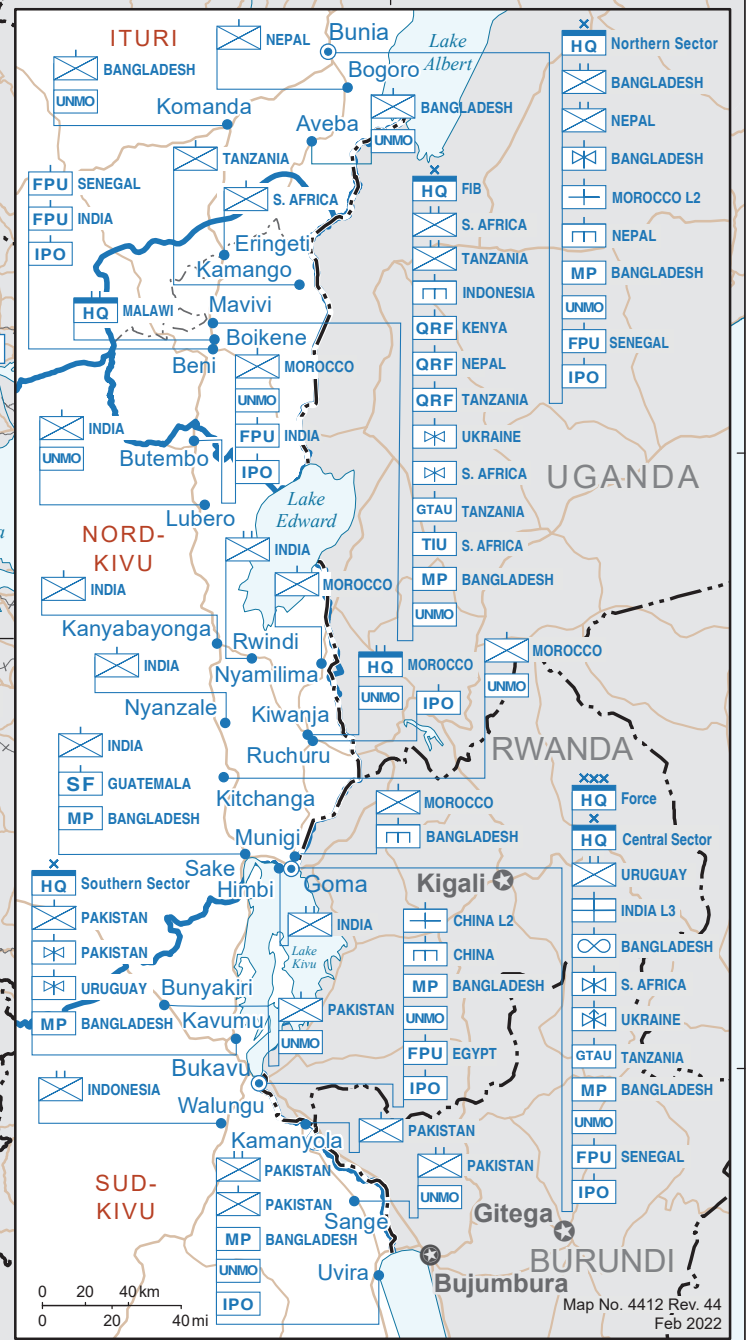 ITURI
NEPAL
Bunia
Lake
Albert
BANGLADESH
UNMO
Bogoro
Komanda
Aveba
BANGLADESH
UNMO
HQ Northern Sector
BANGLADESH
NEPAL
BANGLADESH
MOROCCO L2
NEPAL
MP BANGLADESH
UNMO
FPU SENEGAL
IPO
FPU SENEGAL
FPU INDIA
IPO
TANZANIA
S. AFRICA
Eringeti
Kamango
HQ MALAWI
Mavivi
Boikene
Beni
HQ FIB
S. AFRICA
TANZANIA
INDONESIA
QRF KENYA
QRF NEPAL
QRF TANZANIA
UKRAINE
S. AFRICA
GTAU TANZANIA
TIU S. AFRICA
MP BANGLADESH
UNMO
MOROCCO
UNMO
FPU INDIA
IPO
INDIA
UNMO
Butembo
Lubero
UGANDA
Lake
Edward
NORD-
KIVU
INDIA
MOROCCO
INDIA
Kanyabayonga
Rwindi
Nyamilima
INDIA
Nyanzale
HQ MOROCCO
UNMO
IPO
MOROCCO
UNMO
Kiwanja
Ruchuru
RWANDA
INDIA
SF GUATEMALA
MP BANGLADESH
Kitchanga
MOROCCO
BANGLADESH
Munigi
Sake
Himbi
Goma
Kigali
HQ Force
HQ Central Sector
URUGUAY
INDIA L3
BANGLADESH
S. AFRICA
UKRAINE
GTAU TANZANIA
MP BANGLADESH
UNMO
FPU SENEGAL
IPO
HQ Southern Sector
PAKISTAN
PAKISTAN
URUGUAY
MP BANGLADESH
INDIA
Lake
Kivu
CHINA L2
CHINA
MP BANGLADESH
UNMO
FPU EGYPT
IPO
Bunyakiri
Kavumu
PAKISTAN
UNMO
Bukavu
INDONESIA
Walungu
Kamanyola
PAKISTAN
SUD-
KIVU
PAKISTAN
PAKISTAN
MP BANGLADESH
UNMO
IPO
PAKISTAN
UNMO
Sange
Uvira
Gitega
BURUNDI
Bujumbura
0 20 40 km
0 20 40 mi
Map No. 4412 Rev. 44
Feb 2022